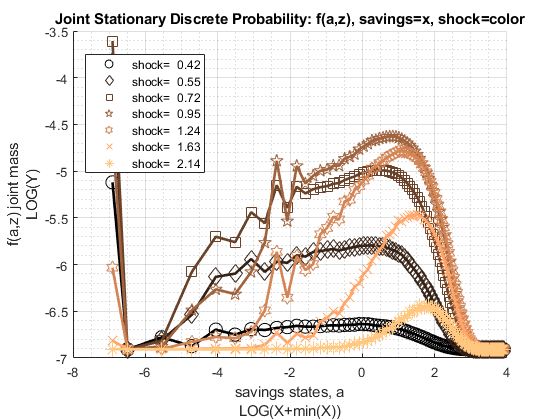 Joint Stationary Discrete Probability: f(a,z), savings=x, shock=color
-3.5
-4
-4.5
-5
-5.5
-6
-6.5
-7
f(a,z) joint mass
LOG(Y)
shock= 0.42
shock= 0.55
shock= 0.72
shock= 0.95
shock= 1.24
shock= 1.63
shock= 2.14
-8 -6 -4 -2 0 2 4
savings states, a
LOG(X+min(X))